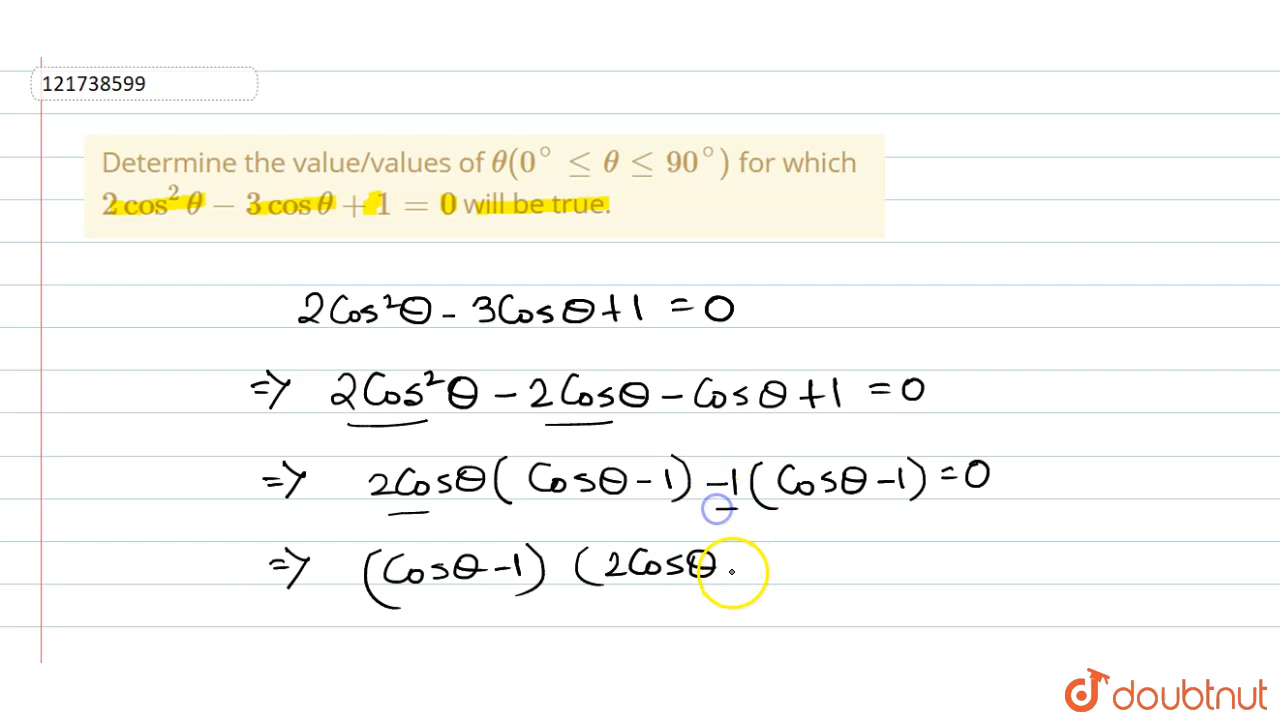 121738599
Determine the value/values of θ(0° ≤ θ ≤ 90°) for which
2 cos² θ − 3 cos θ + 1 = 0 will be true.
2Cos²θ - 3Cosθ+1 = 0
=> 2Cos²θ - 2Cosθ - Cosθ+1 = 0
=> 2Cosθ(Cosθ-1) -1(Cosθ-1) = 0
=> (Cosθ-1) (2Cosθ
doubtnut